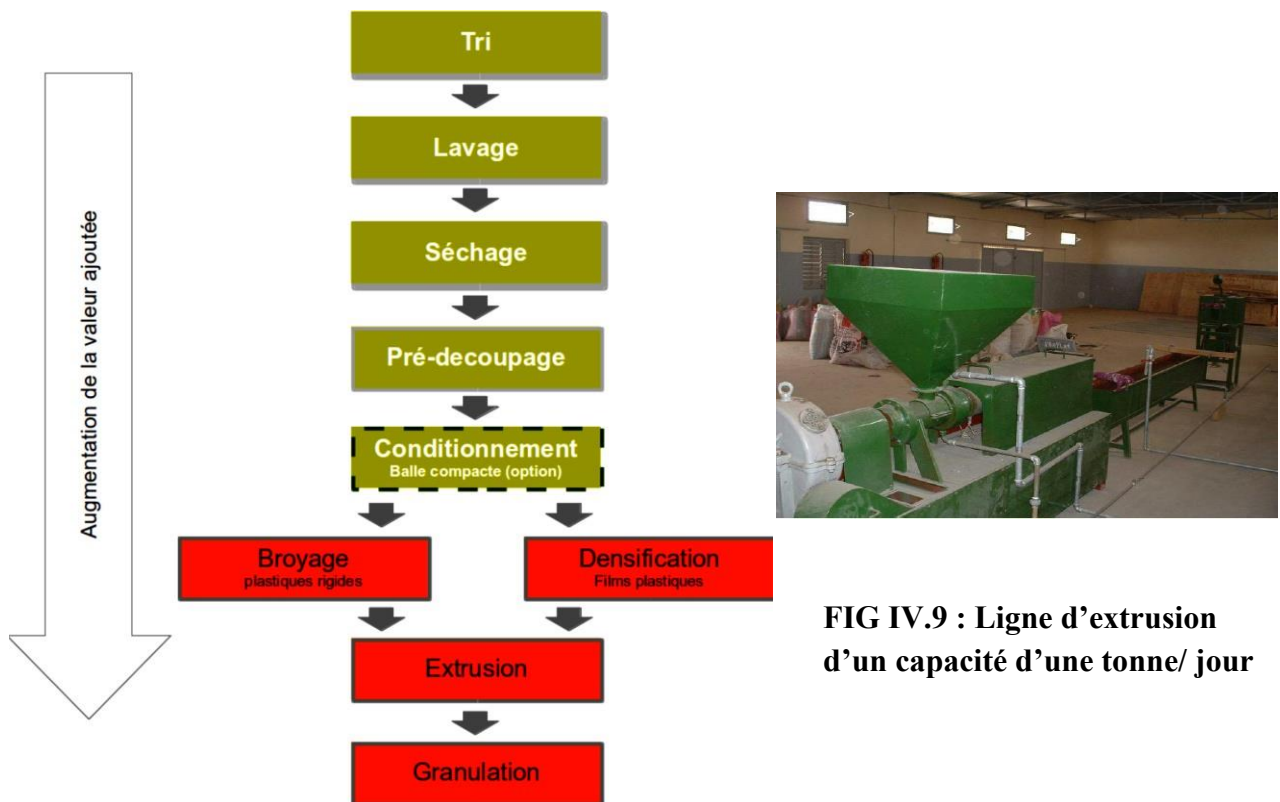 Tri
Lavage
Séchage
Pré-decoupage
Conditionnement
Balle compacte (option)
Broyage
plastiques rigides
Densification
Films plastiques
Extrusion
Granulation
Augmentation de la valeur ajoutée
FIG IV.9 : Ligne d’extrusion
d’un capacité d’une tonne/ jour